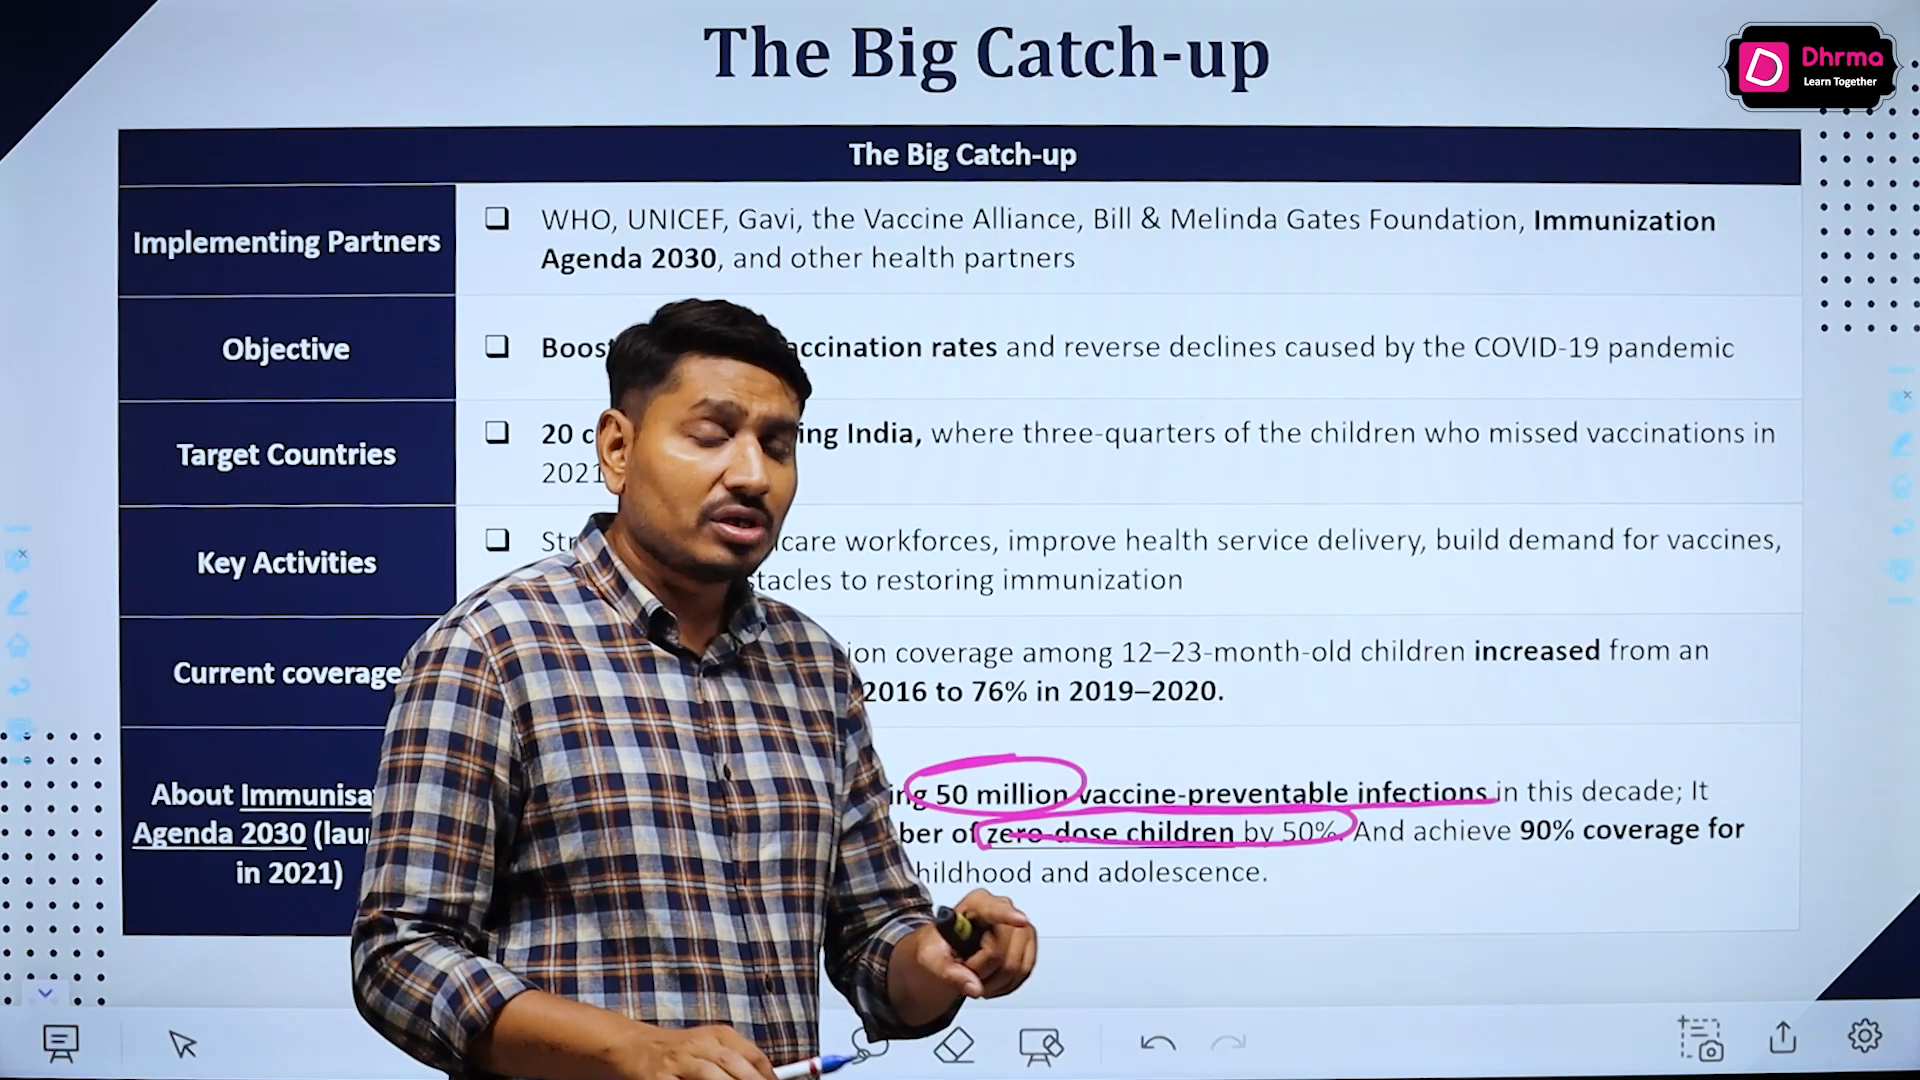 The Big Catch-up
Dhrma
Learn Together
The Big Catch-up
Implementing Partners
WHO, UNICEF, Gavi, the Vaccine Alliance, Bill & Melinda Gates Foundation, Immunization
Agenda 2030, and other health partners
Objective
accination rates and reverse declines caused by the COVID-19 pandemic
Target Countries
20 ing India, where three-quarters of the children who missed vaccinations in
2021
Key Activities
care workforces, improve health service delivery, build demand for vaccines,
stacles to restoring immunization
Current coverage
ion coverage among 12–23-month-old children increased from an
2016 to 76% in 2019–2020.
About Immunisa
Agenda 2030 (lau
in 2021)
ing 50 million vaccine-preventable infections in this decade; It
ber of zero-dose children by 50%. And achieve 90% coverage for
hildhood and adolescence.